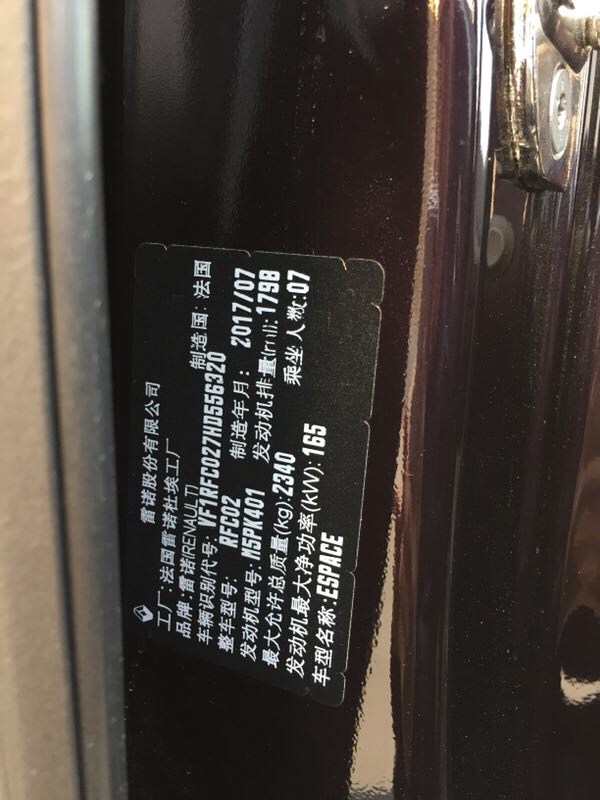 雷诺股份有限公司
工厂:法国雷诺杜埃工厂
品牌:雷诺(RENAULT) 制造国:法国
车辆识别代号:VF1RFC027HD556320
整车型号:RFC02 制造年月:2017/07
发动机型号:M5PK401 发动机排量(ml):1798
最大允许总质量(kg):2340 乘坐人数:07
发动机最大净功率(kW):165
车型名称:ESPACE